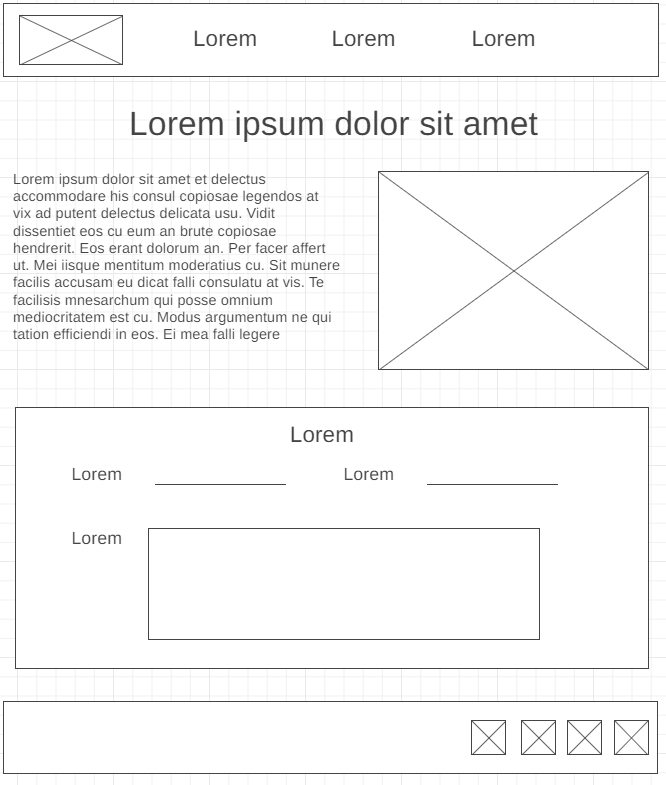 Lorem Lorem Lorem
Lorem ipsum dolor sit amet
Lorem ipsum dolor sit amet et delectus
accommodare his consul copiosae legendos at
vix ad putent delectus delicata usu. Vidit
dissentiet eos cu eum an brute copiosae
hendrerit. Eos erant dolorum an. Per facer affert
ut. Mei iisque mentitum moderatius cu. Sit munere
facilis accusam eu dicat falli consulatu at vis. Te
facilisis mnesarchum qui posse omnium
mediocritatem est cu. Modus argumentum ne qui
tation efficiendi in eos. Ei mea falli legere
Lorem
Lorem Lorem
Lorem